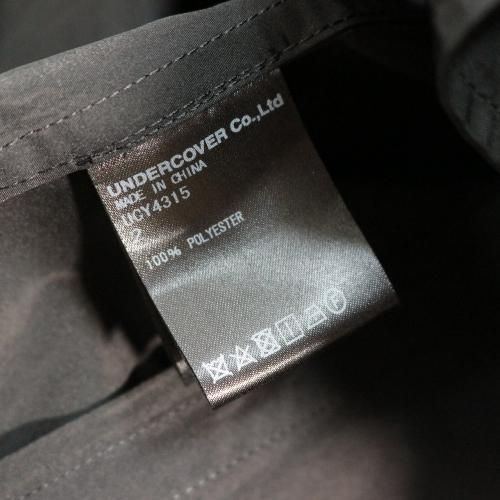 UNDERCOVER Co.,Ltd
MADE IN CHINA
UCY4315
2
100% POLYESTER